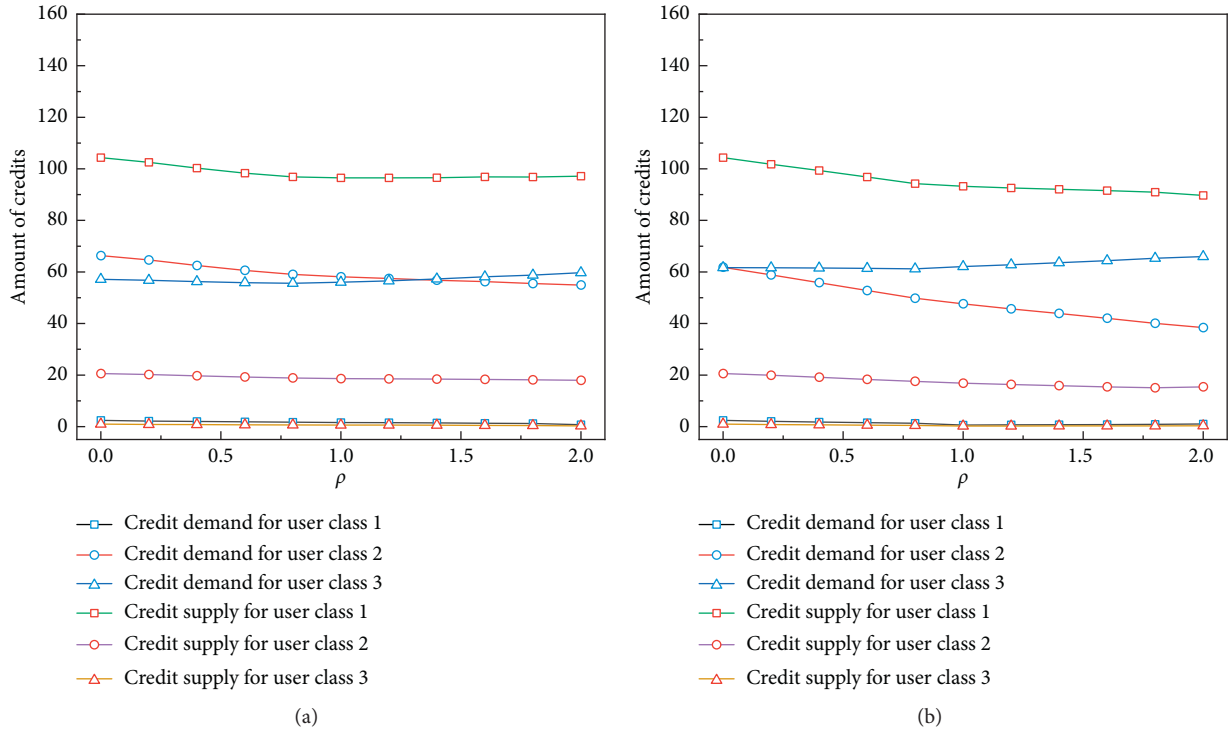 160
140
120
100
80
60
40
20
0
Amount of credits
0.0 0.5 1.0 1.5 2.0
ρ
Credit demand for user class 1
Credit demand for user class 2
Credit demand for user class 3
Credit supply for user class 1
Credit supply for user class 2
Credit supply for user class 3
(a)
160
140
120
100
80
60
40
20
0
Amount of credits
0.0 0.5 1.0 1.5 2.0
ρ
Credit demand for user class 1
Credit demand for user class 2
Credit demand for user class 3
Credit supply for user class 1
Credit supply for user class 2
Credit supply for user class 3
(b)